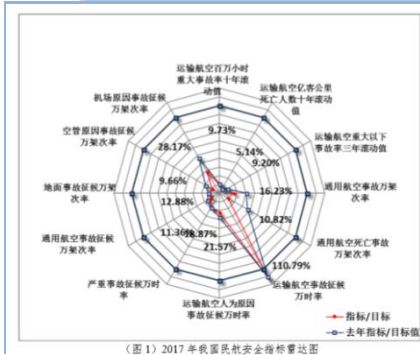 运输航空百万小时
重大事故率十年滚
动值
运输航空亿客公里
死亡人数十年滚动
值
运输航空重大以下
事故率三年滚动值
通用航空事故万架
次率
通用航空死亡事故
万架次率
运输航空事故征候
万时率
运输航空人为原因
事故征候万时率
严重事故征候万时
率
通用航空事故征候
万架次率
地面事故征候万架
次率
空管原因事故征候
万架次率
机场原因事故征候
万架次率
9.73%
5.14%
9.20%
16.23%
10.82%
110.79%
21.57%
18.87%
11.36%
12.88%
9.66%
28.17%
指标/目标
去年指标/目标值
(图1) 2017 年我国民航安全指标雷达图